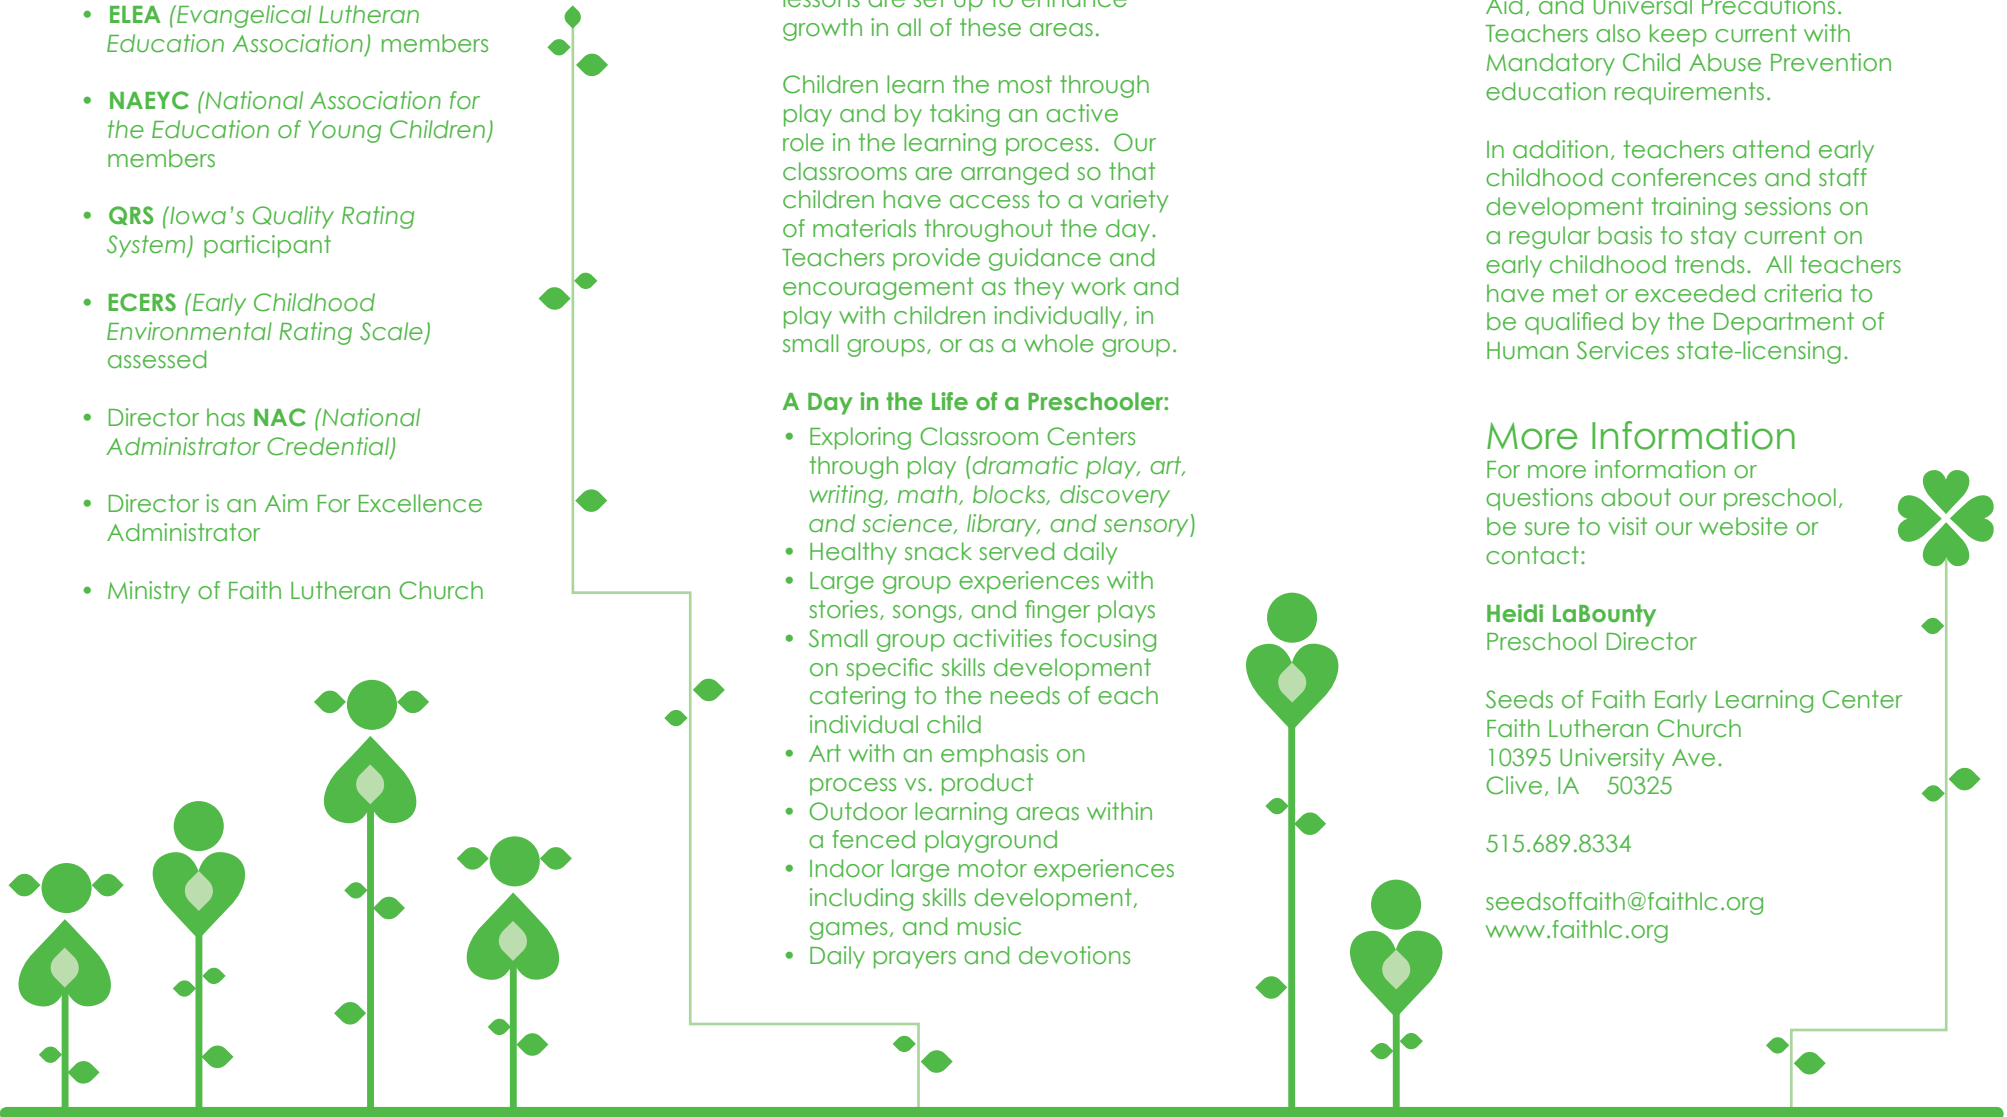 • ELEA (Evangelical Lutheran
Education Association) members
• NAEYC (National Association for
the Education of Young Children)
members
• QRS (Iowa's Quality Rating
System) participant
• ECERS (Early Childhood
Environmental Rating Scale)
assessed
• Director has NAC (National
Administrator Credential)
• Director is an Aim For Excellence
Administrator
• Ministry of Faith Lutheran Church
lessons are set up to enhance
growth in all of these areas.
Children learn the most through
play and by taking an active
role in the learning process.  Our
classrooms are arranged so that
children have access to a variety
of materials throughout the day.
Teachers provide guidance and
encouragement as they work and
play with children individually, in
small groups, or as a whole group.
A Day in the Life of a Preschooler:
• Exploring Classroom Centers
through play (dramatic play, art,
writing, math, blocks, discovery
and science, library, and sensory)
• Healthy snack served daily
• Large group experiences with
stories, songs, and finger plays
• Small group activities focusing
on specific skills development
catering to the needs of each
individual child
• Art with an emphasis on
process vs. product
• Outdoor learning areas within
a fenced playground
• Indoor large motor experiences
including skills development,
games, and music
• Daily prayers and devotions
Aid, and Universal Precautions.
Teachers also keep current with
Mandatory Child Abuse Prevention
education requirements.
In addition, teachers attend early
childhood conferences and staff
development training sessions on
a regular basis to stay current on
early childhood trends.  All teachers
have met or exceeded criteria to
be qualified by the Department of
Human Services state-licensing.
More Information
For more information or
questions about our preschool,
be sure to visit our website or
contact:
Heidi LaBounty
Preschool Director
Seeds of Faith Early Learning Center
Faith Lutheran Church
10395 University Ave.
Clive, IA    50325
515.689.8334
seedsoffaith@faithlc.org
www.faithlc.org